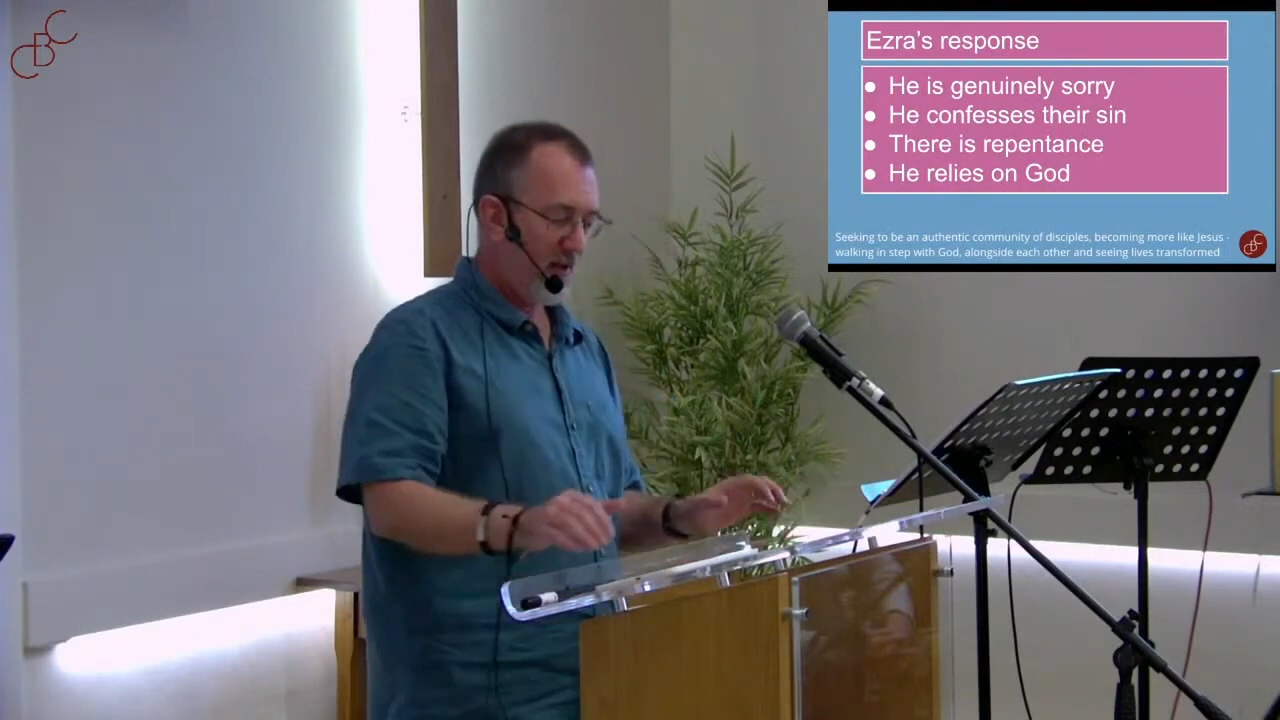 CBC
Ezra's response
● He is genuinely sorry
● He confesses their sin
● There is repentance
● He relies on God
Seeking to be an authentic community of disciples, becoming more like Jesus -
walking in step with God, alongside each other and seeing lives transformed
CBC